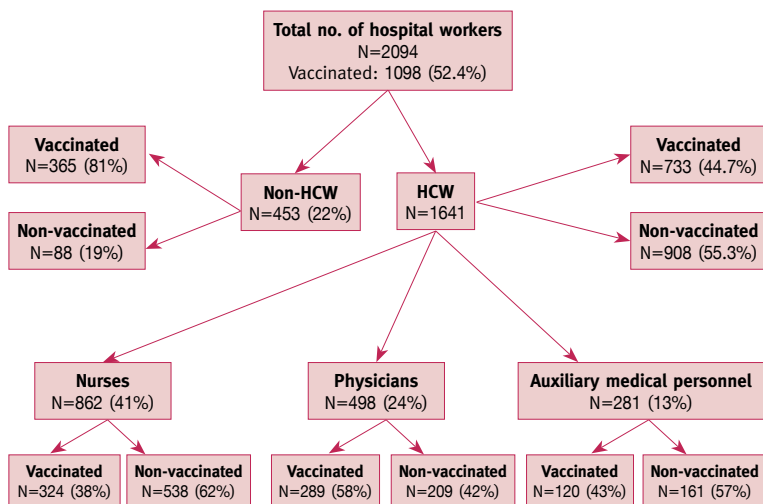 Total no. of hospital workers
N=2094
Vaccinated: 1098 (52.4%)
Vaccinated
N=365 (81%)
Vaccinated
N=733 (44.7%)
Non-HCW
N=453 (22%)
HCW
N=1641
Non-vaccinated
N=88 (19%)
Non-vaccinated
N=908 (55.3%)
Nurses
N=862 (41%)
Physicians
N=498 (24%)
Auxiliary medical personnel
N=281 (13%)
Vaccinated
N=324 (38%)
Non-vaccinated
N=538 (62%)
Vaccinated
N=289 (58%)
Non-vaccinated
N=209 (42%)
Vaccinated
N=120 (43%)
Non-vaccinated
N=161 (57%)